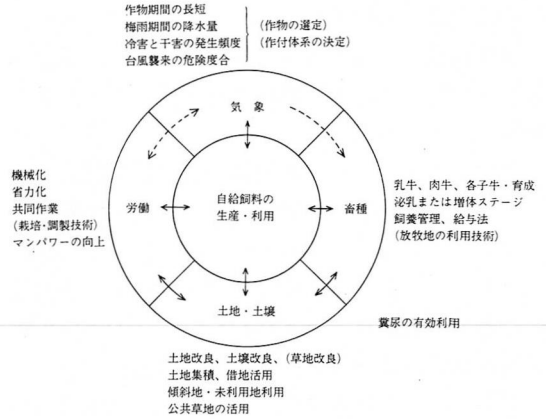 作物期間の長短
梅雨期間の降水量
冷害と干害の発生頻度
台風襲来の危険度合
(作物の選定)
(作付体系の決定)
気 象
機械化
省力化
共同作業
(栽培・調製技術)
マンパワーの向上
労働
自給飼料の
生産・利用
畜種
乳牛、肉牛、各子牛・育成
泌乳または増体ステージ
飼養管理、給与法
(放牧地の利用技術)
土地・土壌
糞尿の有効利用
土地改良、土壌改良、(草地改良)
土地集積、借地活用
傾斜地・未利用地利用
公共草地の活用